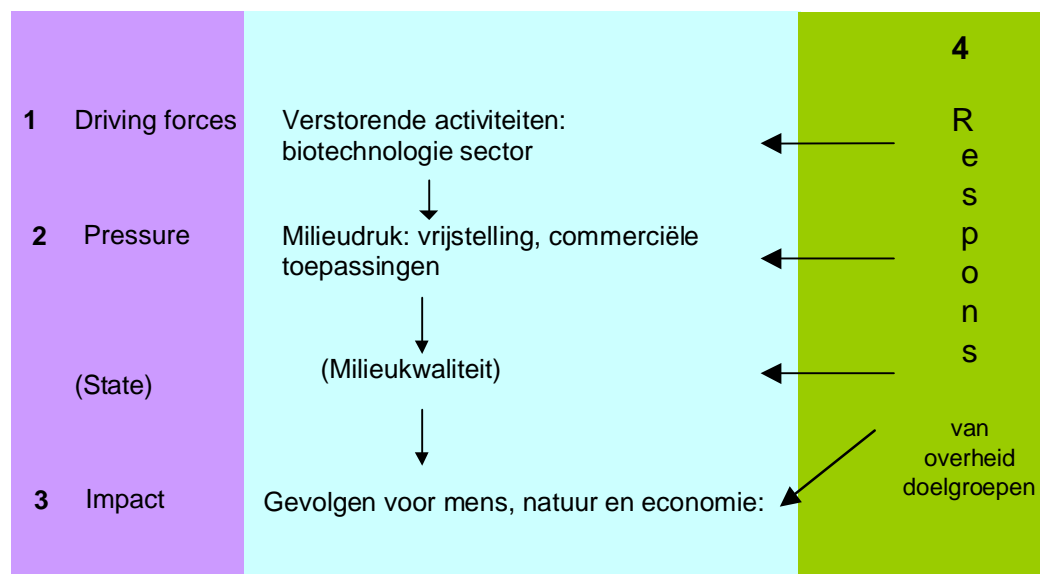 1 Driving forces
Verstorende activiteiten:
biotechnologie sector
2 Pressure
Milieudruk: vrijstelling, commerciële
toepassingen
(State)
(Milieukwaliteit)
3 Impact
Gevolgen voor mens, natuur en economie:
4
R
e
s
p
o
n
s
van
overheid
doelgroepen